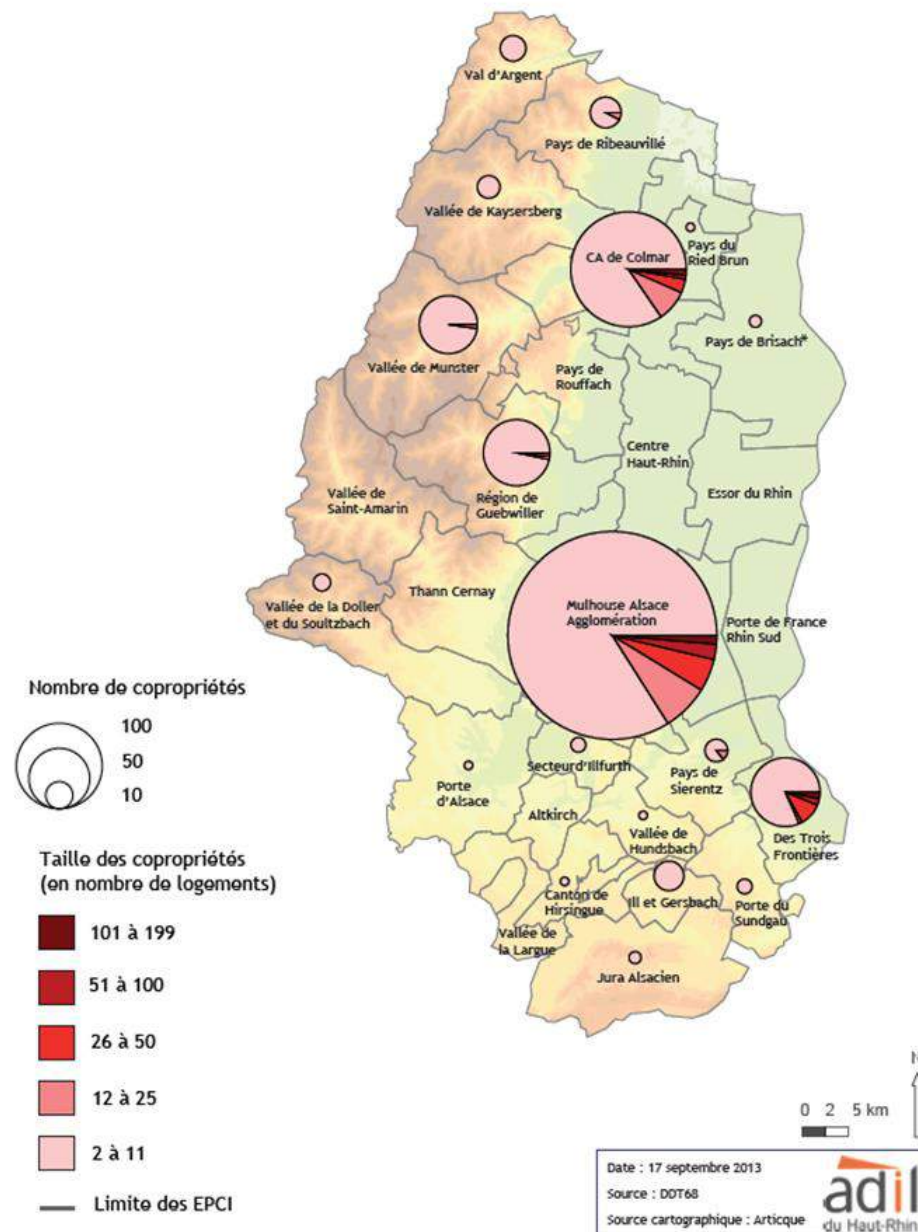 Val d'Argent
Pays de Ribeauvillé
Vallée de Kaysersberg
CA de Colmar
Pays du
Ried Brun
Pays de Brisach*
Vallée de Munster
Pays de
Rouffach
Centre
Haut-Rhin
Région de
Guebwiller
Essor du Rhin
Vallée de
Saint-Amarin
Thann Cernay
Vallée de la Doller
et du Soultzbach
Mulhouse Alsace
Agglomération
Porte de France
Rhin Sud
Nombre de copropriétés
100
50
10
Secteurd'Illfurth
Pays de
Sierentz
Porte
d'Alsace
Altkirch
Vallée de
Hundsbach
Des Trois
Frontières
Canton de
Hirsingue
Ill et Gersbach
Porte du
Sundgau
Vallée de
la Largue
Jura Alsacien
Taille des copropriétés
(en nombre de logements)
101 à 199
51 à 100
26 à 50
12 à 25
2 à 11
Limite des EPCI
N
0 2 5 km
Date : 17 septembre 2013
Source : DDT68
Source cartographique : Articque
adil
du Haut-Rhin